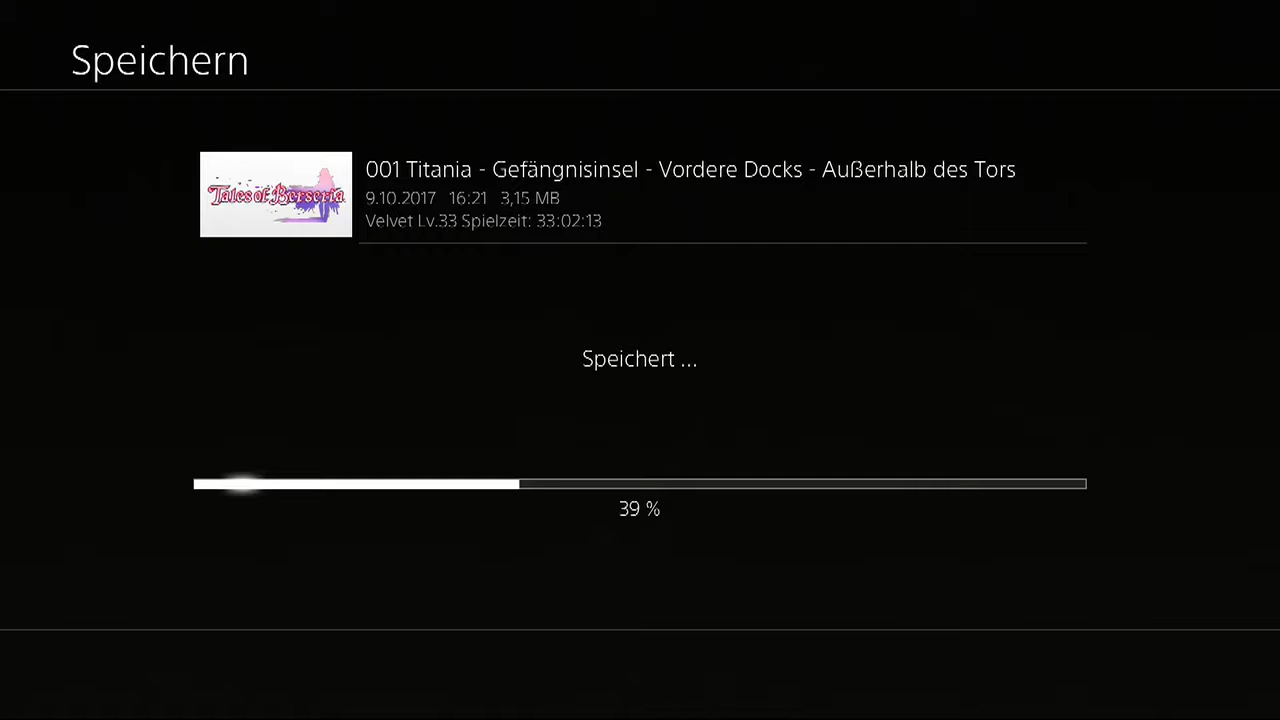 Speichern
Tales of Berseria
001 Titania - Gefängnisinsel - Vordere Docks - Außerhalb des Tors
9.10.2017 16:21 3,15 MB
Velvet Lv.33 Spielzeit: 33:02:13
Speichert ...
39 %